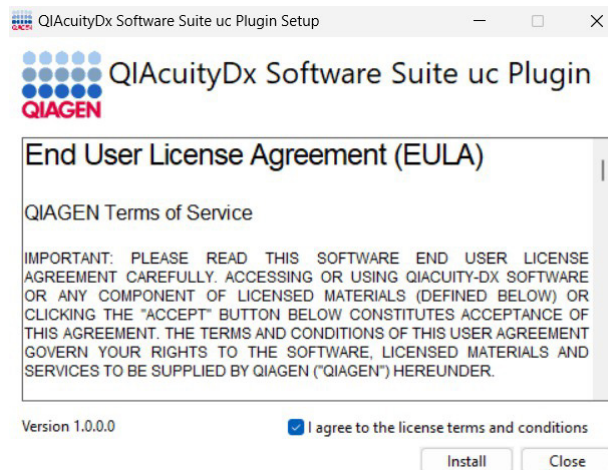 QIAcuityDx Software Suite uc Plugin Setup
QIAGEN
QIAcuityDx Software Suite uc Plugin
End User License Agreement (EULA)
QIAGEN Terms of Service
IMPORTANT: PLEASE READ THIS SOFTWARE END USER LICENSE
AGREEMENT CAREFULLY. ACCESSING OR USING QIACUITY-DX SOFTWARE
OR ANY COMPONENT OF LICENSED MATERIALS (DEFINED BELOW) OR
CLICKING THE "ACCEPT" BUTTON BELOW CONSTITUTES ACCEPTANCE OF
THIS AGREEMENT. THE TERMS AND CONDITIONS OF THIS USER AGREEMENT
GOVERN YOUR RIGHTS TO THE SOFTWARE, LICENSED MATERIALS AND
SERVICES TO BE SUPPLIED BY QIAGEN ("QIAGEN") HEREUNDER.
Version 1.0.0.0
I agree to the license terms and conditions
Install
Close